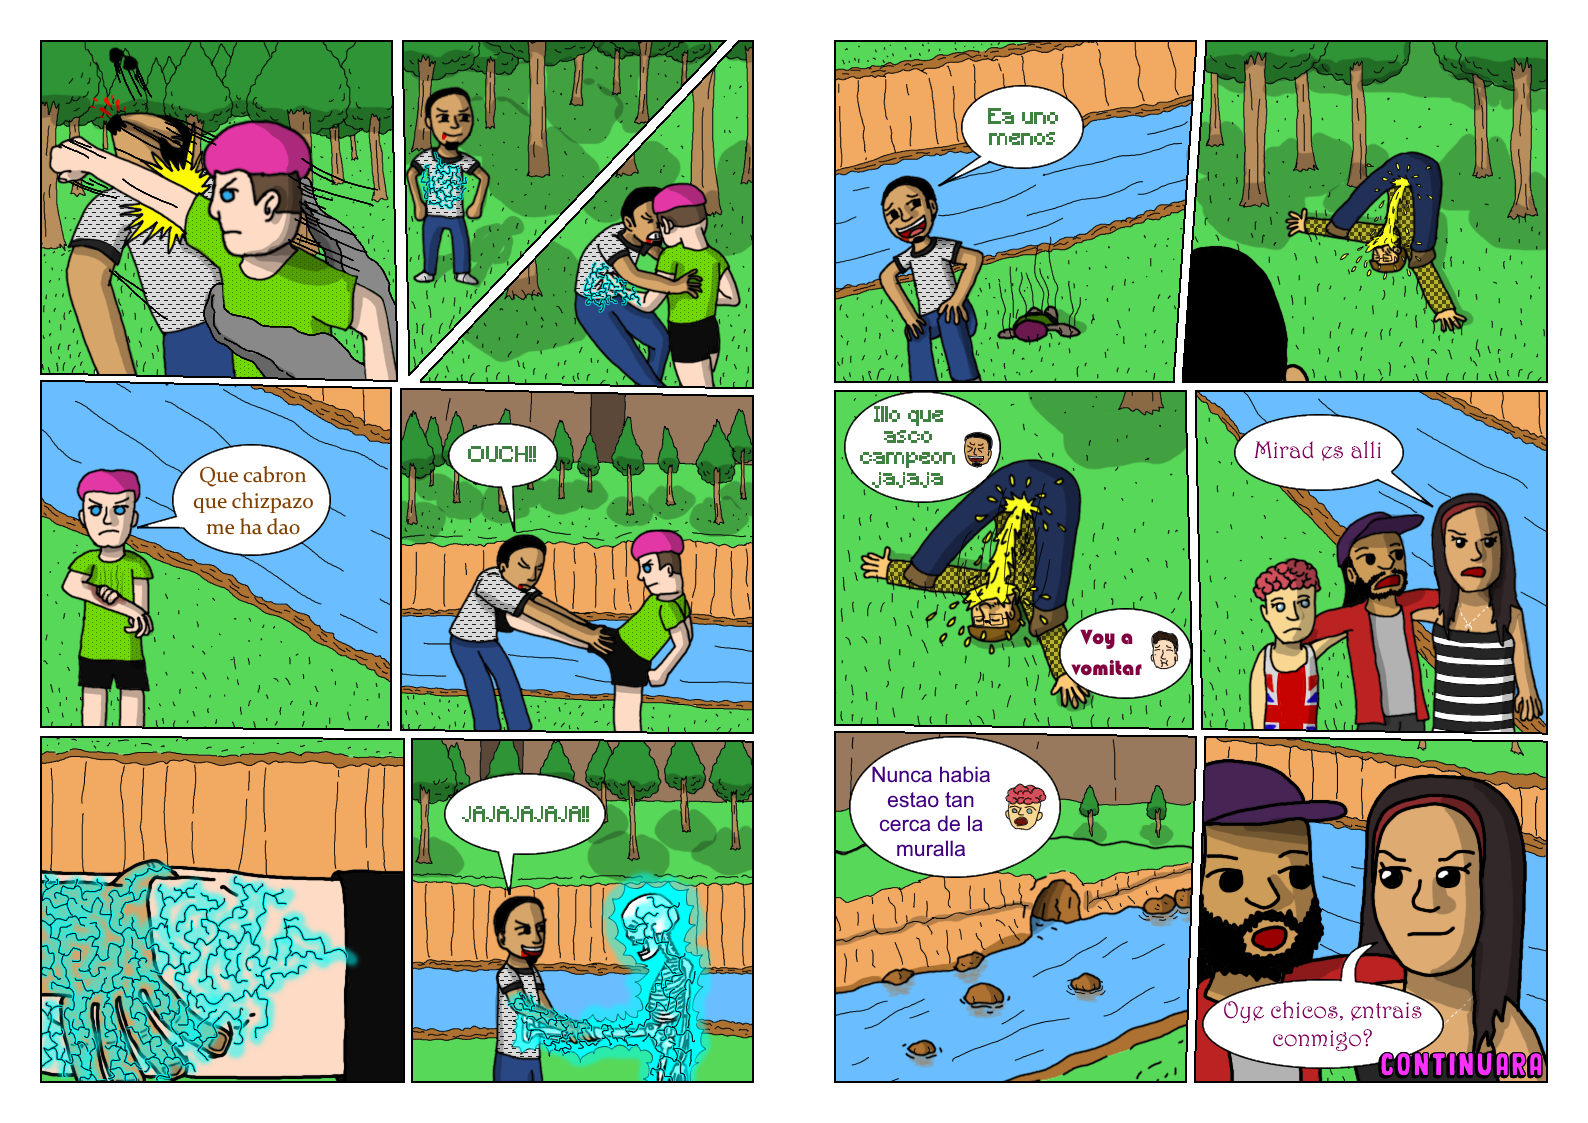 Que cabron
que chizpazo
me ha dao
OUCH!!
JAJAJAJAJA!!
Ea uno
menos
Illo que
asco
campeon
jajaja
Voy a
vomitar
Mirad es alli
Nunca habia
estao tan
cerca de la
muralla
Oye chicos, entrais
conmigo?
CONTINUARA